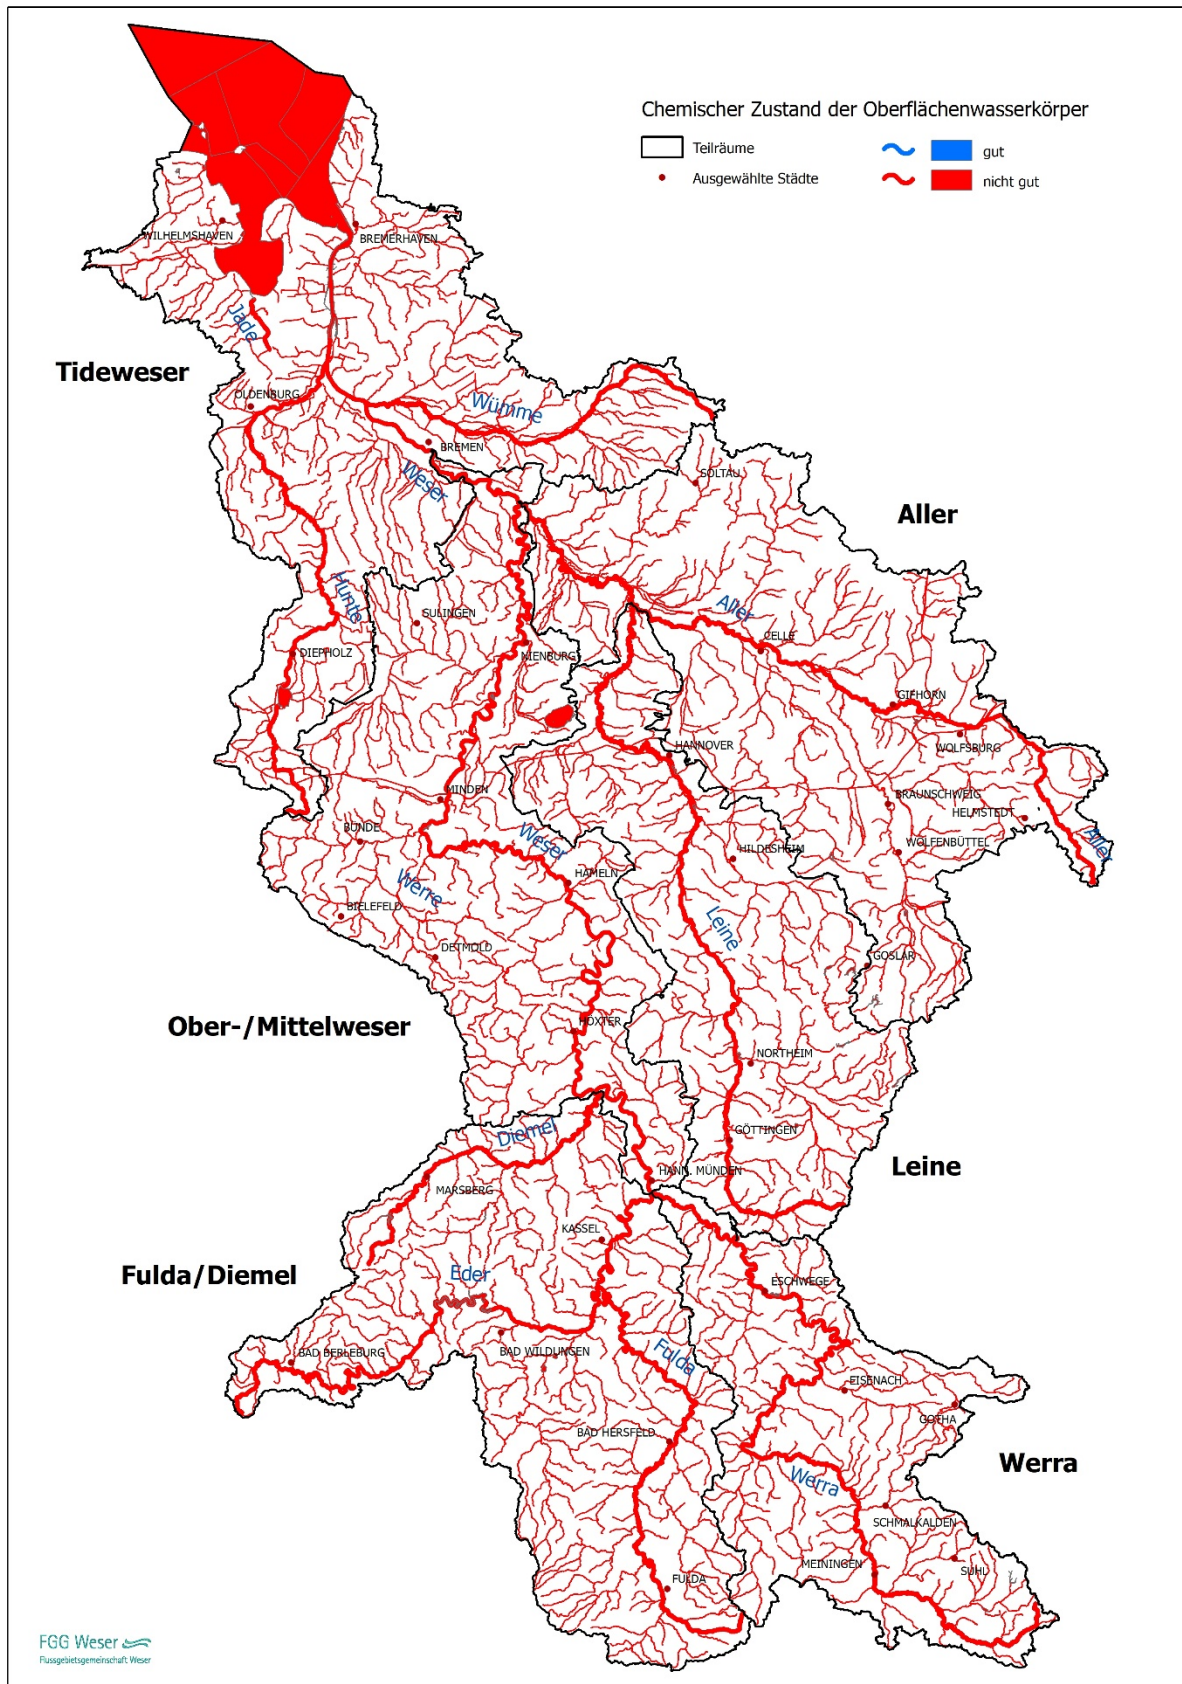 Chemischer Zustand der Oberflächenwasserkörper
Teilräume
gut
Ausgewählte Städte
nicht gut
WILHELMSHAVEN
BREMERHAVEN
Jade
Tideweser
OLDENBURG
Wümme
BREMEN
Weser
SOLTAU
Aller
Hunte
SULINGEN
Aller
CELLE
DIEPHOLZ
NIENBURG
GIFHORN
WOLFSBURG
HANNOVER
MINDEN
BRAUNSCHWEIG
HELMSTEDT
BÜNDE
Weser
HILDESHEIM
WOLFENBÜTTEL
Aller
HAMELN
Werre
BIELEFELD
Leine
DETMOLD
GOSLAR
Ober-/Mittelweser
HÖXTER
NORTHEIM
Diemel
GÖTTINGEN
Leine
HANN. MÜNDEN
MARSBERG
KASSEL
Fulda/Diemel
Eder
ESCHWEGE
BAD BERLEBURG
BAD WILDUNGEN
Fulda
EISENACH
GOTHA
BAD HERSFELD
Werra
Werra
SCHMALKALDEN
MEININGEN
SUHL
FULDA
FGG Weser
Flussgebietsgemeinschaft Weser